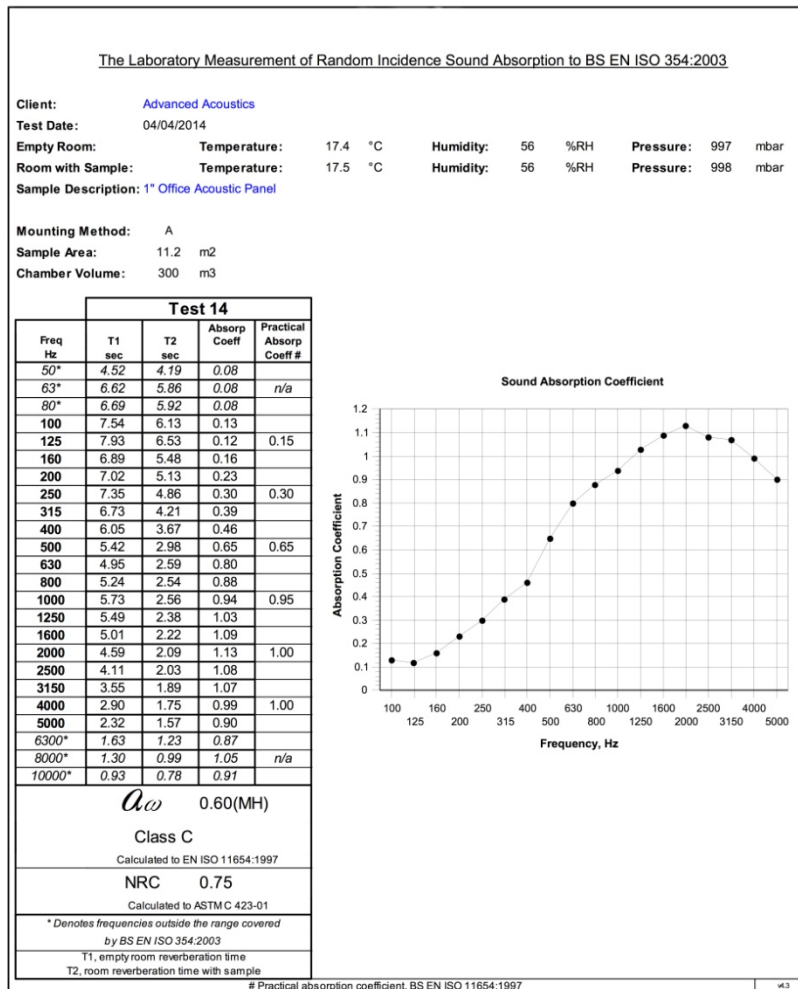 The Laboratory Measurement of Random Incidence Sound Absorption to BS EN ISO 354:2003
Client: Advanced Acoustics
Test Date: 04/04/2014
Empty Room: Temperature: 17.4 °C Humidity: 56 %RH Pressure: 997 mbar
Room with Sample: Temperature: 17.5 °C Humidity: 56 %RH Pressure: 998 mbar
Sample Description: 1" Office Acoustic Panel
Mounting Method: A
Sample Area: 11.2 m2
Chamber Volume: 300 m3
Test 14
Freq Hz T1 sec T2 sec Absorp Coeff Practical Absorp Coeff #
50* 4.52 4.19 0.08
63* 6.62 5.86 0.08 n/a
80* 6.69 5.92 0.08
100 7.54 6.13 0.13
125 7.93 6.53 0.12 0.15
160 6.89 5.48 0.16
200 7.02 5.13 0.23
250 7.35 4.86 0.30 0.30
315 6.73 4.21 0.39
400 6.05 3.67 0.46
500 5.42 2.98 0.65 0.65
630 4.95 2.59 0.80
800 5.24 2.54 0.88
1000 5.73 2.56 0.94 0.95
1250 5.49 2.38 1.03
1600 5.01 2.22 1.09
2000 4.59 2.09 1.13 1.00
2500 4.11 2.03 1.08
3150 3.55 1.89 1.07
4000 2.90 1.75 0.99 1.00
5000 2.32 1.57 0.90
6300* 1.63 1.23 0.87
8000* 1.30 0.99 1.05 n/a
10000* 0.93 0.78 0.91
αω 0.60(MH)
Class C
Calculated to EN ISO 11654:1997
NRC 0.75
Calculated to ASTM C 423-01
* Denotes frequencies outside the range covered
by BS EN ISO 354:2003
T1, empty room reverberation time
T2, room reverberation time with sample
Sound Absorption Coefficient
Absorption Coefficient
1.2
1.1
1
0.9
0.8
0.7
0.6
0.5
0.4
0.3
0.2
0.1
0
100 160 250 400 630 1000 1600 2500 4000
125 200 315 500 800 1250 2000 3150 5000
Frequency, Hz
# Practical absorption coefficient, BS EN ISO 11654:1997
v4.3